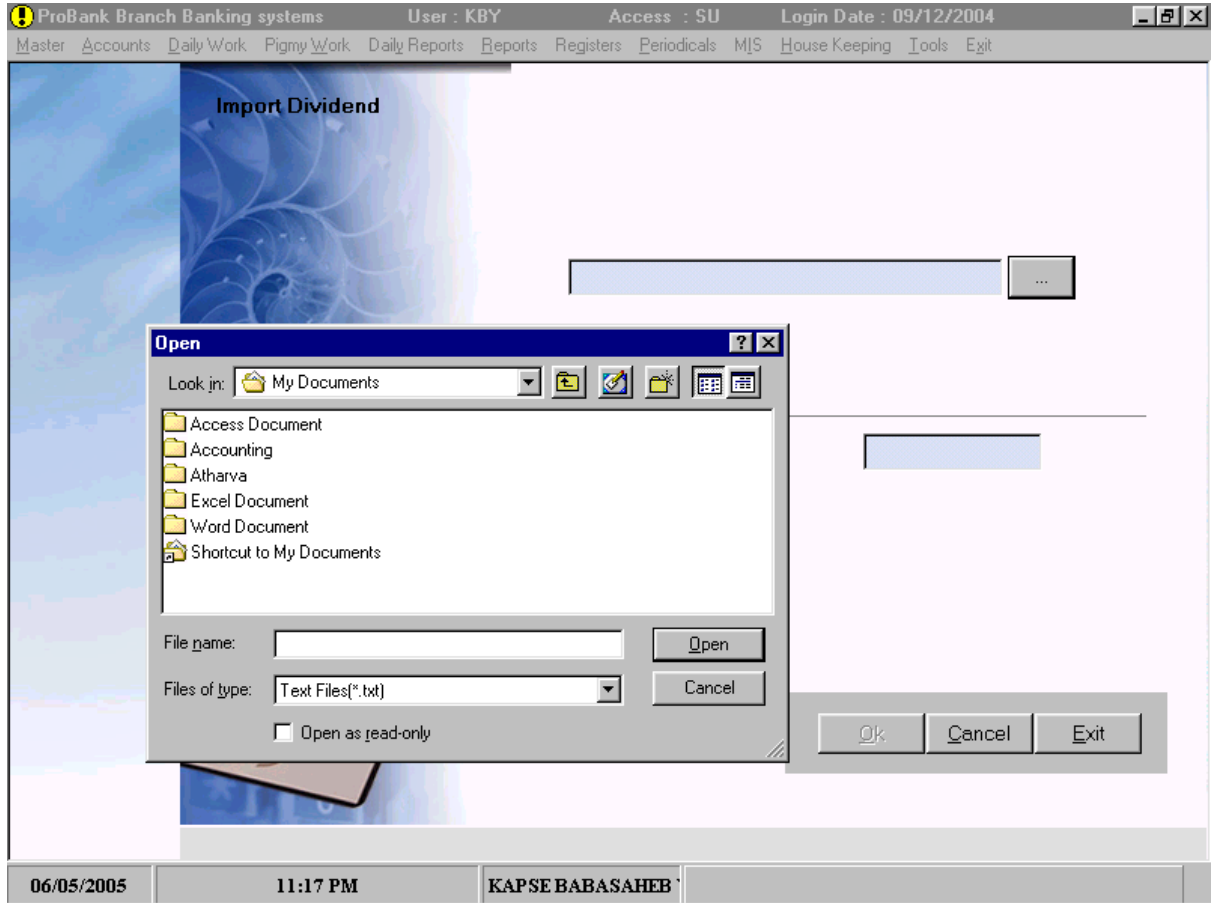 ProBank Branch Banking systems User : KBY Access : SU Login Date : 09/12/2004
Master Accounts Daily Work Pigmy Work Daily Reports Reports Registers Periodicals MIS House Keeping Tools Exit
Import Dividend
...
Open
Look in: My Documents
Access Document
Accounting
Atharva
Excel Document
Word Document
Shortcut to My Documents
File name: Open
Files of type: Text Files(*.txt) Cancel
Open as read-only
Ok Cancel Exit
06/05/2005 11:17 PM KAPSE BABASAHEB